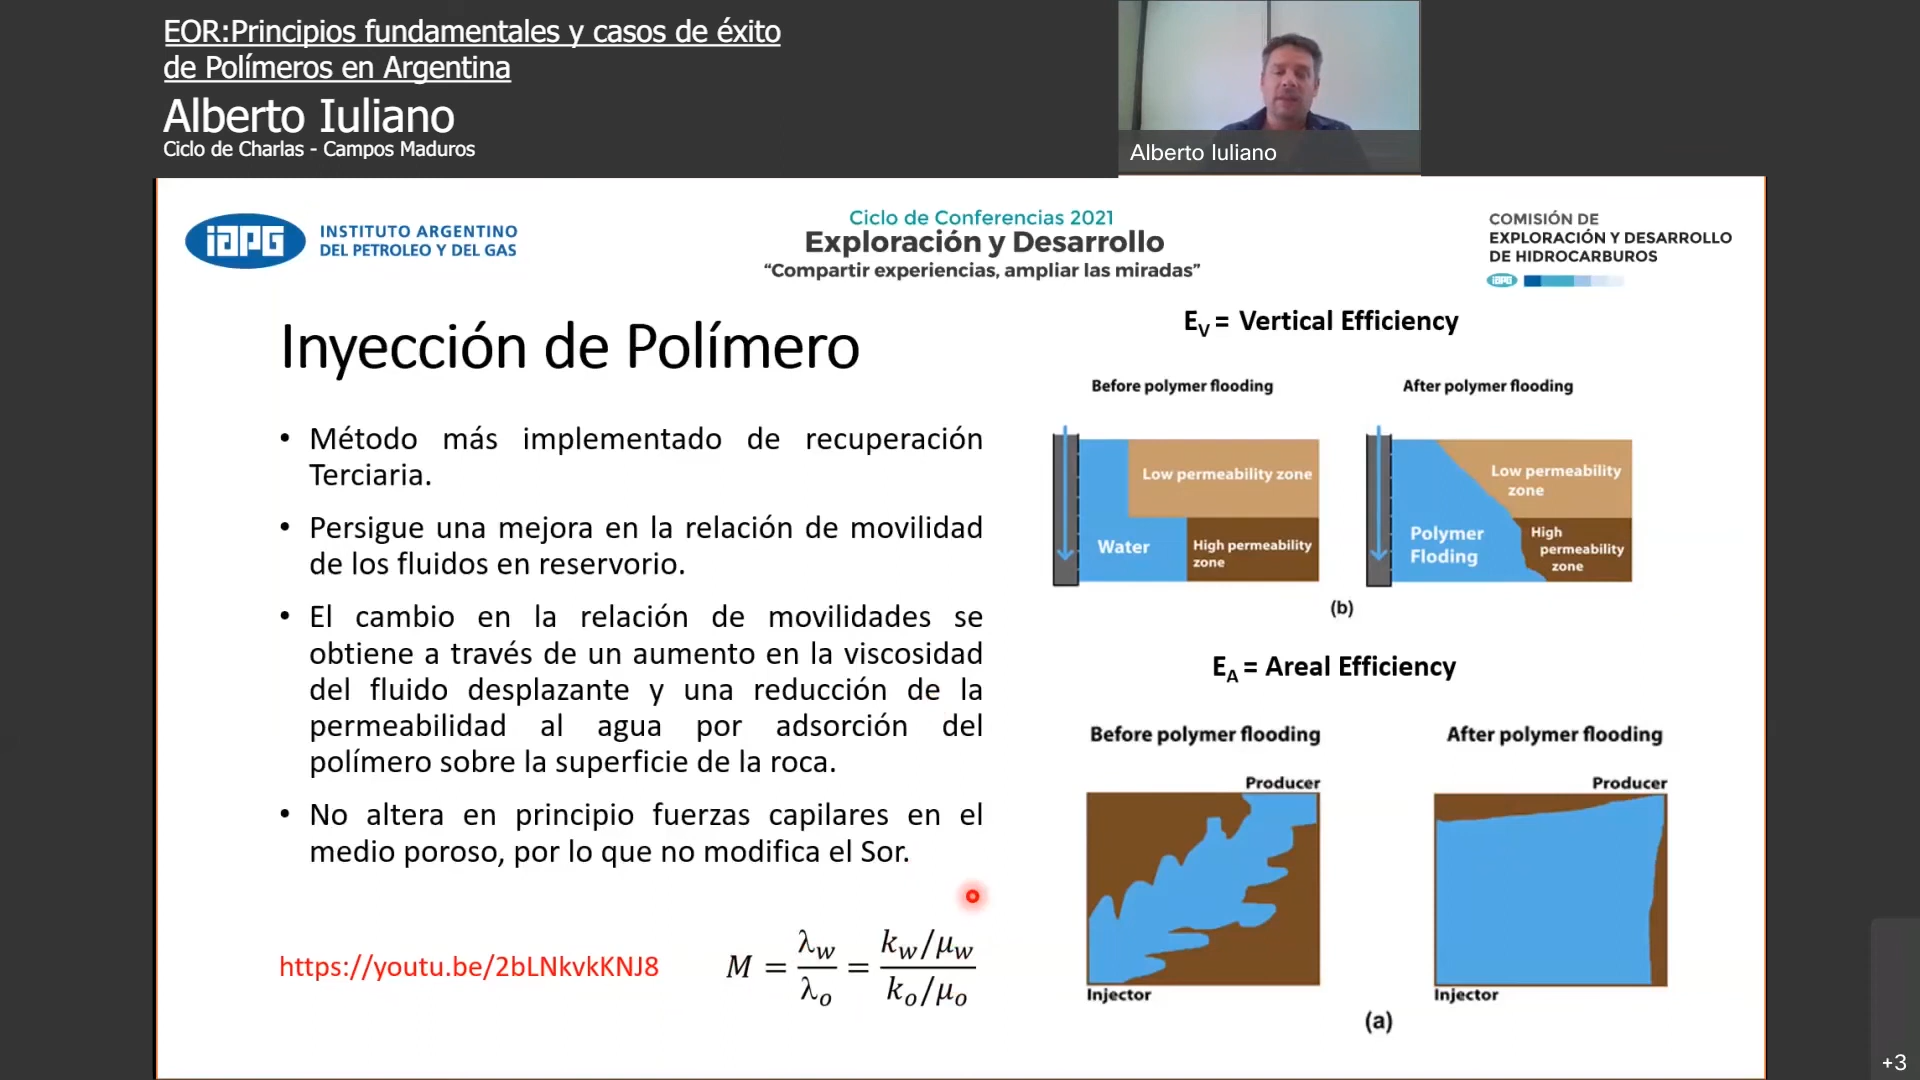 EOR:Principios fundamentales y casos de éxito
de Polímeros en Argentina
Alberto Iuliano
Ciclo de Charlas - Campos Maduros
Alberto Iuliano
iapg
INSTITUTO ARGENTINO
DEL PETROLEO Y DEL GAS
Ciclo de Conferencias 2021
Exploración y Desarrollo
“Compartir experiencias, ampliar las miradas”
COMISIÓN DE
EXPLORACIÓN Y DESARROLLO
DE HIDROCARBUROS
iapg
Inyección de Polímero
• Método más implementado de recuperación
Terciaria.
• Persigue una mejora en la relación de movilidad
de los fluidos en reservorio.
• El cambio en la relación de movilidades se
obtiene a través de un aumento en la viscosidad
del fluido desplazante y una reducción de la
permeabilidad al agua por adsorción del
polímero sobre la superficie de la roca.
• No altera en principio fuerzas capilares en el
medio poroso, por lo que no modifica el Sor.
https://youtu.be/2bLNkvkKNJ8
M = λw/λo = (kw/μw)/(ko/μo)
EV = Vertical Efficiency
Before polymer flooding
After polymer flooding
Low permeability zone
Water
High permeability
zone
Low permeability
zone
Polymer
Floding
High
permeability
zone
(b)
EA = Areal Efficiency
Before polymer flooding
After polymer flooding
Producer
Producer
Injector
Injector
(a)
+3